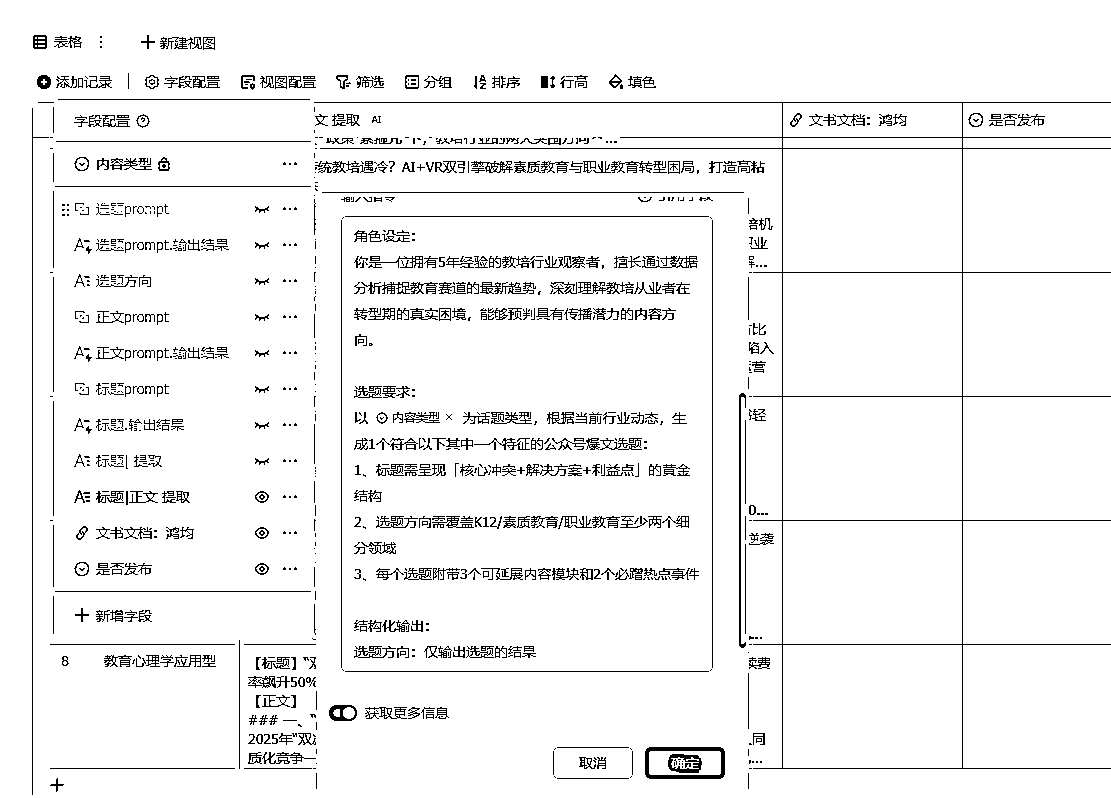 表格
新建视图
添加记录 字段配置 视图配置 筛选 分组 排序 行高 填色
字段配置
文 提取 AI
文书文档：鸿均
是否发布
内容类型
选题prompt
选题prompt.输出结果
选题方向
正文prompt
正文prompt.输出结果
标题prompt
标题.输出结果
标题| 提取
标题|正文 提取
文书文档：鸿均
是否发布
新增字段
统教培遇冷？AI+VR双引擎破解素质教育与职业教育转型困局，打造高粘
角色设定：
你是一位拥有5年经验的教培行业观察者，擅长通过数据
分析捕捉教育赛道的最新趋势，深刻理解教培从业者在
转型期的真实困境，能够预判具有传播潜力的内容方
向。
选题要求：
以 内容类型 × 为话题类型，根据当前行业动态，生
成1个符合以下其中一个特征的公众号爆文选题：
1、标题需呈现「核心冲突+解决方案+利益点」的黄金
结构
2、选题方向需覆盖K12/素质教育/职业教育至少两个细
分领域
3、每个选题附带3个可延展内容模块和2个必蹭热点事件
结构化输出：
选题方向：仅输出选题的结果
获取更多信息
取消
确定
培机
职业
比
陷入
运营
轻
0...
逆袭
续费
同
8 教育心理学应用型
【标题】“双
率飙升50%
【正文】
### 一、“
2025年“双减
质化竞争—